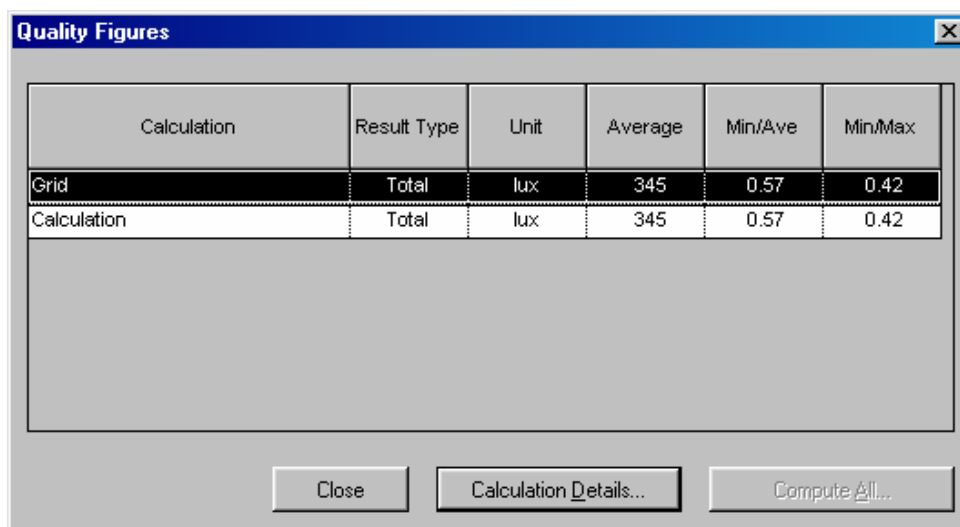 Quality Figures
Calculation Result Type Unit Average Min/Ave Min/Max
Grid Total lux 345 0.57 0.42
Calculation Total lux 345 0.57 0.42
Close Calculation Details... Compute All...